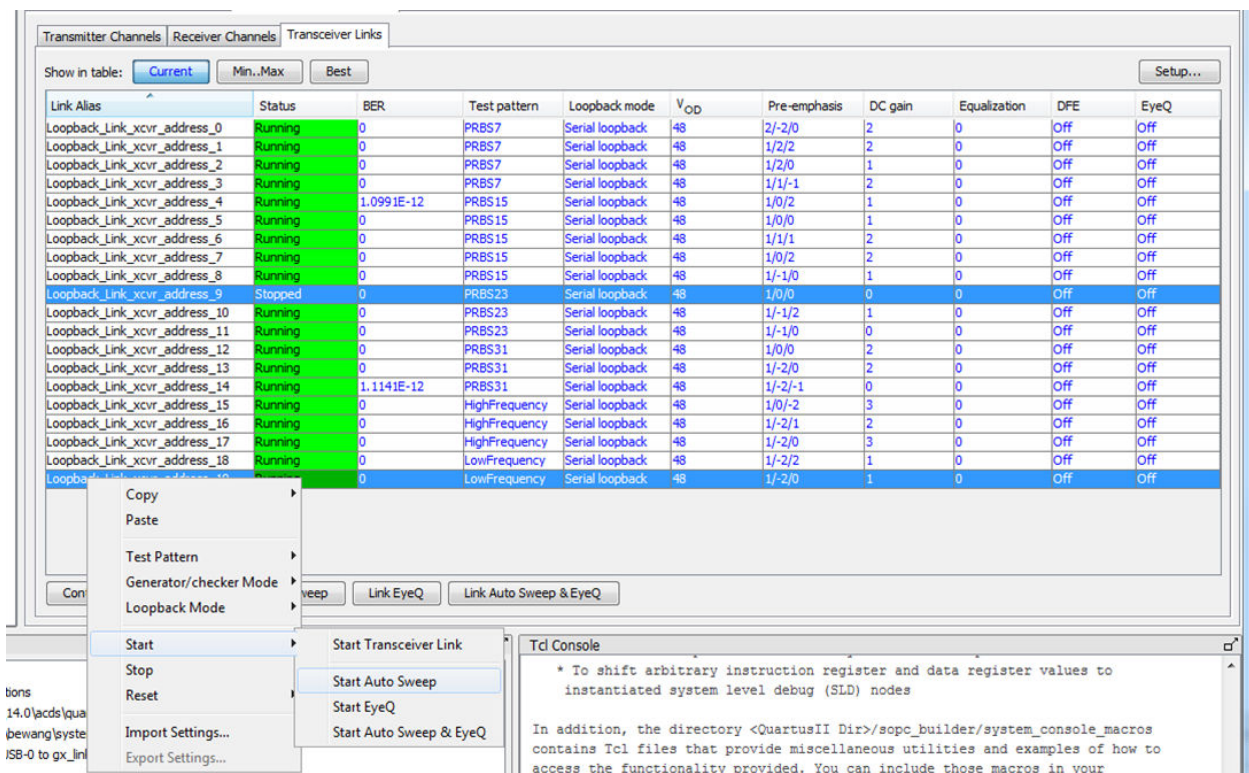 Transmitter Channels Receiver Channels Transceiver Links
Show in table: Current Min..Max Best Setup...
Link Alias Status BER Test pattern Loopback mode VOD Pre-emphasis DC gain Equalization DFE EyeQ
Loopback_Link_xcvr_address_0 Running 0 PRBS7 Serial loopback 48 2/-2/0 2 0 Off Off
Loopback_Link_xcvr_address_1 Running 0 PRBS7 Serial loopback 48 1/2/2 2 0 Off Off
Loopback_Link_xcvr_address_2 Running 0 PRBS7 Serial loopback 48 1/2/0 1 0 Off Off
Loopback_Link_xcvr_address_3 Running 0 PRBS7 Serial loopback 48 1/1/-1 2 0 Off Off
Loopback_Link_xcvr_address_4 Running 1.0991E-12 PRBS15 Serial loopback 48 1/0/2 1 0 Off Off
Loopback_Link_xcvr_address_5 Running 0 PRBS15 Serial loopback 48 1/0/0 1 0 Off Off
Loopback_Link_xcvr_address_6 Running 0 PRBS15 Serial loopback 48 1/1/1 2 0 Off Off
Loopback_Link_xcvr_address_7 Running 0 PRBS15 Serial loopback 48 1/0/2 2 0 Off Off
Loopback_Link_xcvr_address_8 Running 0 PRBS15 Serial loopback 48 1/-1/0 1 0 Off Off
Loopback_Link_xcvr_address_9 Stopped 0 PRBS23 Serial loopback 48 1/0/0 0 0 Off Off
Loopback_Link_xcvr_address_10 Running 0 PRBS23 Serial loopback 48 1/-1/2 1 0 Off Off
Loopback_Link_xcvr_address_11 Running 0 PRBS23 Serial loopback 48 1/-1/0 0 0 Off Off
Loopback_Link_xcvr_address_12 Running 0 PRBS31 Serial loopback 48 1/0/0 2 0 Off Off
Loopback_Link_xcvr_address_13 Running 0 PRBS31 Serial loopback 48 1/-2/0 2 0 Off Off
Loopback_Link_xcvr_address_14 Running 1.1141E-12 PRBS31 Serial loopback 48 1/-2/-1 0 0 Off Off
Loopback_Link_xcvr_address_15 Running 0 HighFrequency Serial loopback 48 1/0/-2 3 0 Off Off
Loopback_Link_xcvr_address_16 Running 0 HighFrequency Serial loopback 48 1/-2/1 2 0 Off Off
Loopback_Link_xcvr_address_17 Running 0 HighFrequency Serial loopback 48 1/-2/0 3 0 Off Off
Loopback_Link_xcvr_address_18 Running 0 LowFrequency Serial loopback 48 1/-2/2 1 0 Off Off
0 LowFrequency Serial loopback 48 1/-2/0 1 0 Off Off
Copy
Paste
Test Pattern
Generator/checker Mode
Loopback Mode
Con weep Link EyeQ Link Auto Sweep & EyeQ
Start
Stop
Reset
Import Settings...
Export Settings...
Start Transceiver Link
Start Auto Sweep
Start EyeQ
Start Auto Sweep & EyeQ
tions
14.0\acds\qua
\bewang\syste
JSB-0 to gx_lin
Tcl Console
* To shift arbitrary instruction register and data register values to
instantiated system level debug (SLD) nodes
In addition, the directory <QuartusII Dir>/sopc_builder/system_console_macros
contains Tcl files that provide miscellaneous utilities and examples of how to
access the functionality provided. You can include those macros in your